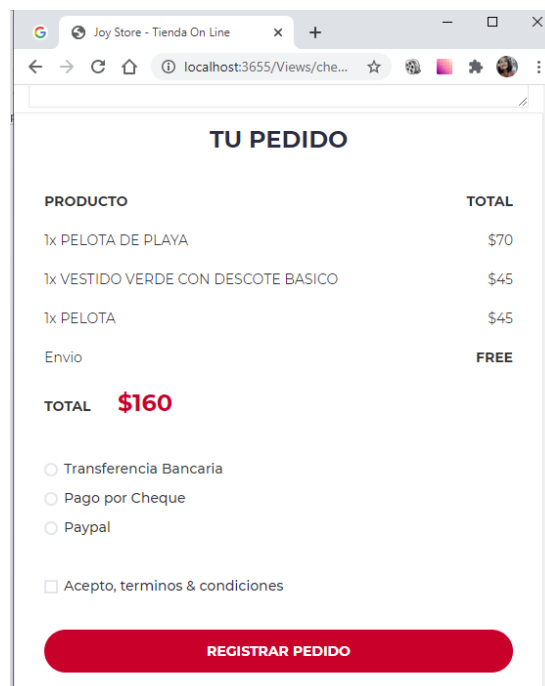 Joy Store - Tienda On Line
localhost:3655/Views/che...
TU PEDIDO
PRODUCTO TOTAL
1x PELOTA DE PLAYA $70
1x VESTIDO VERDE CON DESCOTE BASICO $45
1x PELOTA $45
Envio FREE
TOTAL $160
Transferencia Bancaria
Pago por Cheque
Paypal
Acepto, terminos & condiciones
REGISTRAR PEDIDO